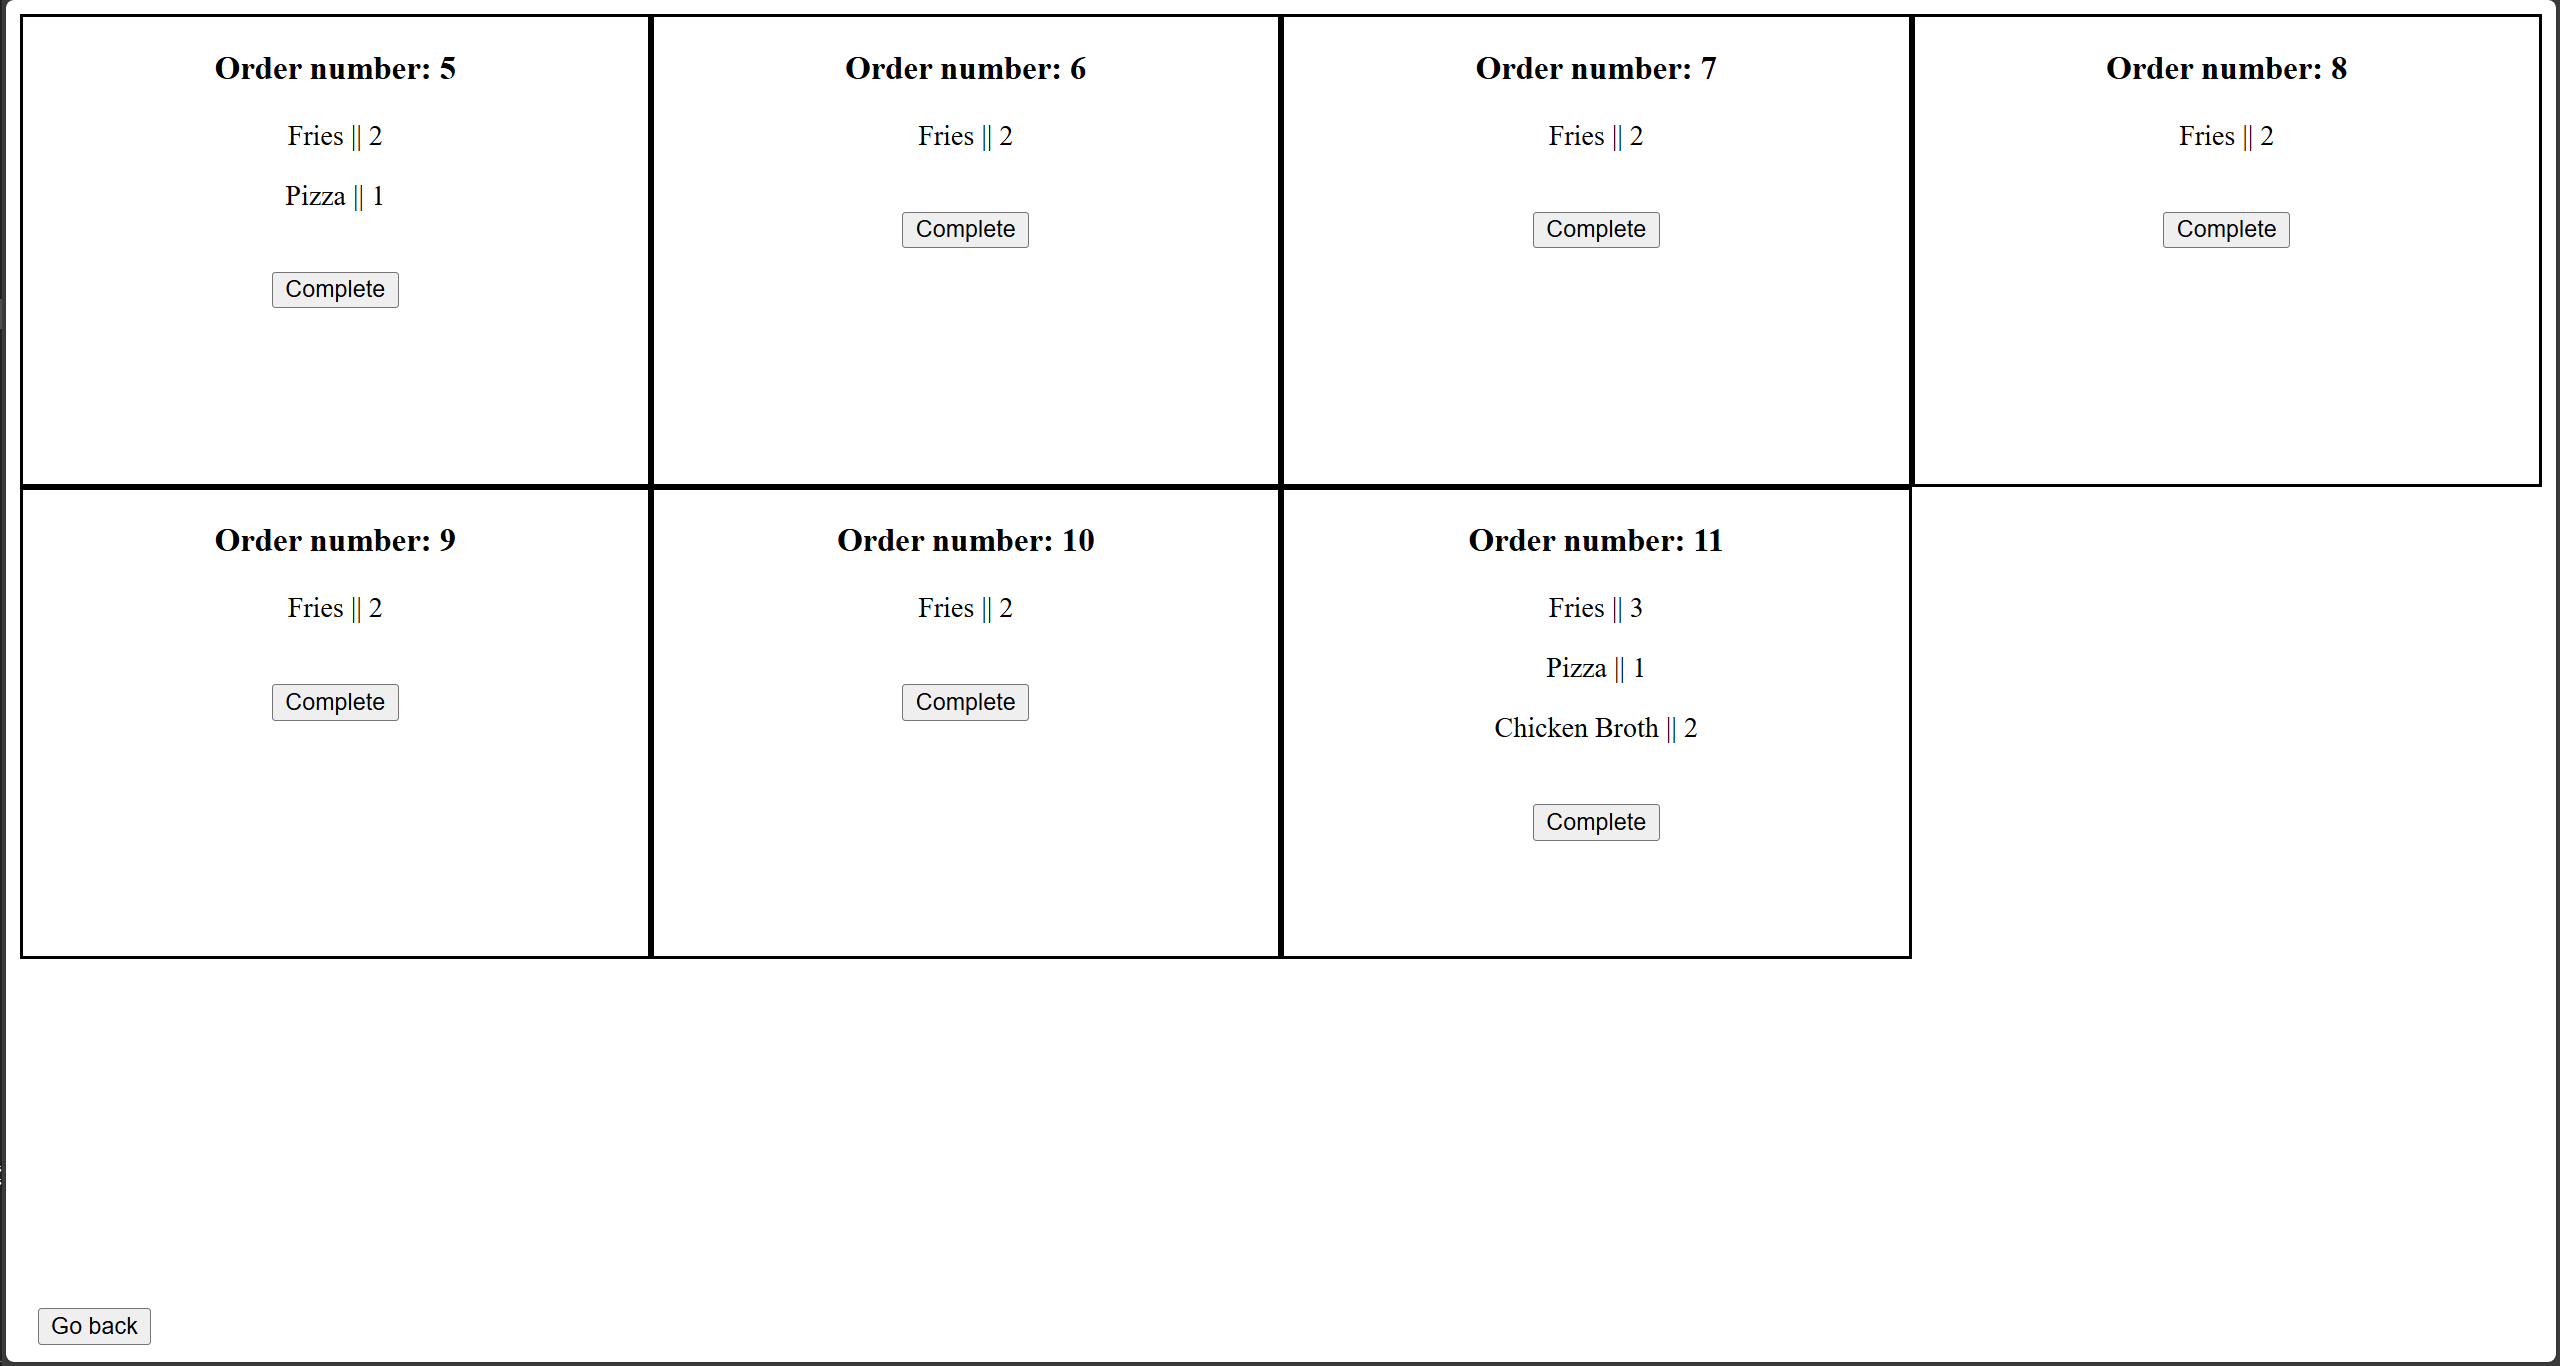 Order number: 5
Fries || 2
Pizza || 1
Complete
Order number: 6
Fries || 2
Complete
Order number: 7
Fries || 2
Complete
Order number: 8
Fries || 2
Complete
Order number: 9
Fries || 2
Complete
Order number: 10
Fries || 2
Complete
Order number: 11
Fries || 3
Pizza || 1
Chicken Broth || 2
Complete
Go back